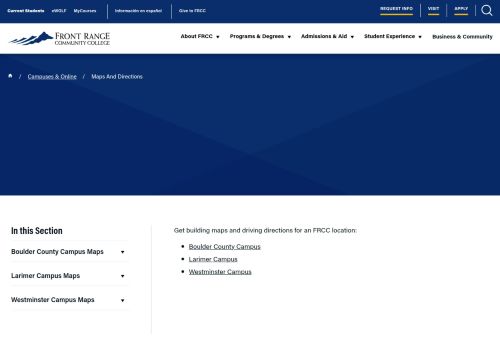 Current Students eWOLF MyCourses Información en español Give to FRCC REQUEST INFO VISIT APPLY
FRONT RANGE
COMMUNITY COLLEGE
About FRCC Programs & Degrees Admissions & Aid Student Experience Business & Community
/ Campuses & Online / Maps And Directions
In this Section
Boulder County Campus Maps
Larimer Campus Maps
Westminster Campus Maps
Get building maps and driving directions for an FRCC location:
Boulder County Campus
Larimer Campus
Westminster Campus